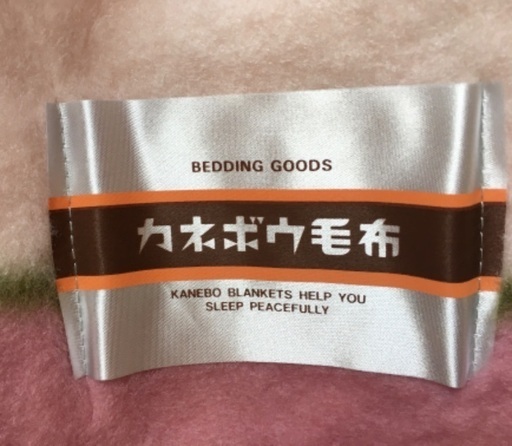 BEDDING GOODS
カネボウ毛布
KANEBO BLANKETS HELP YOU
SLEEP PEACEFULLY